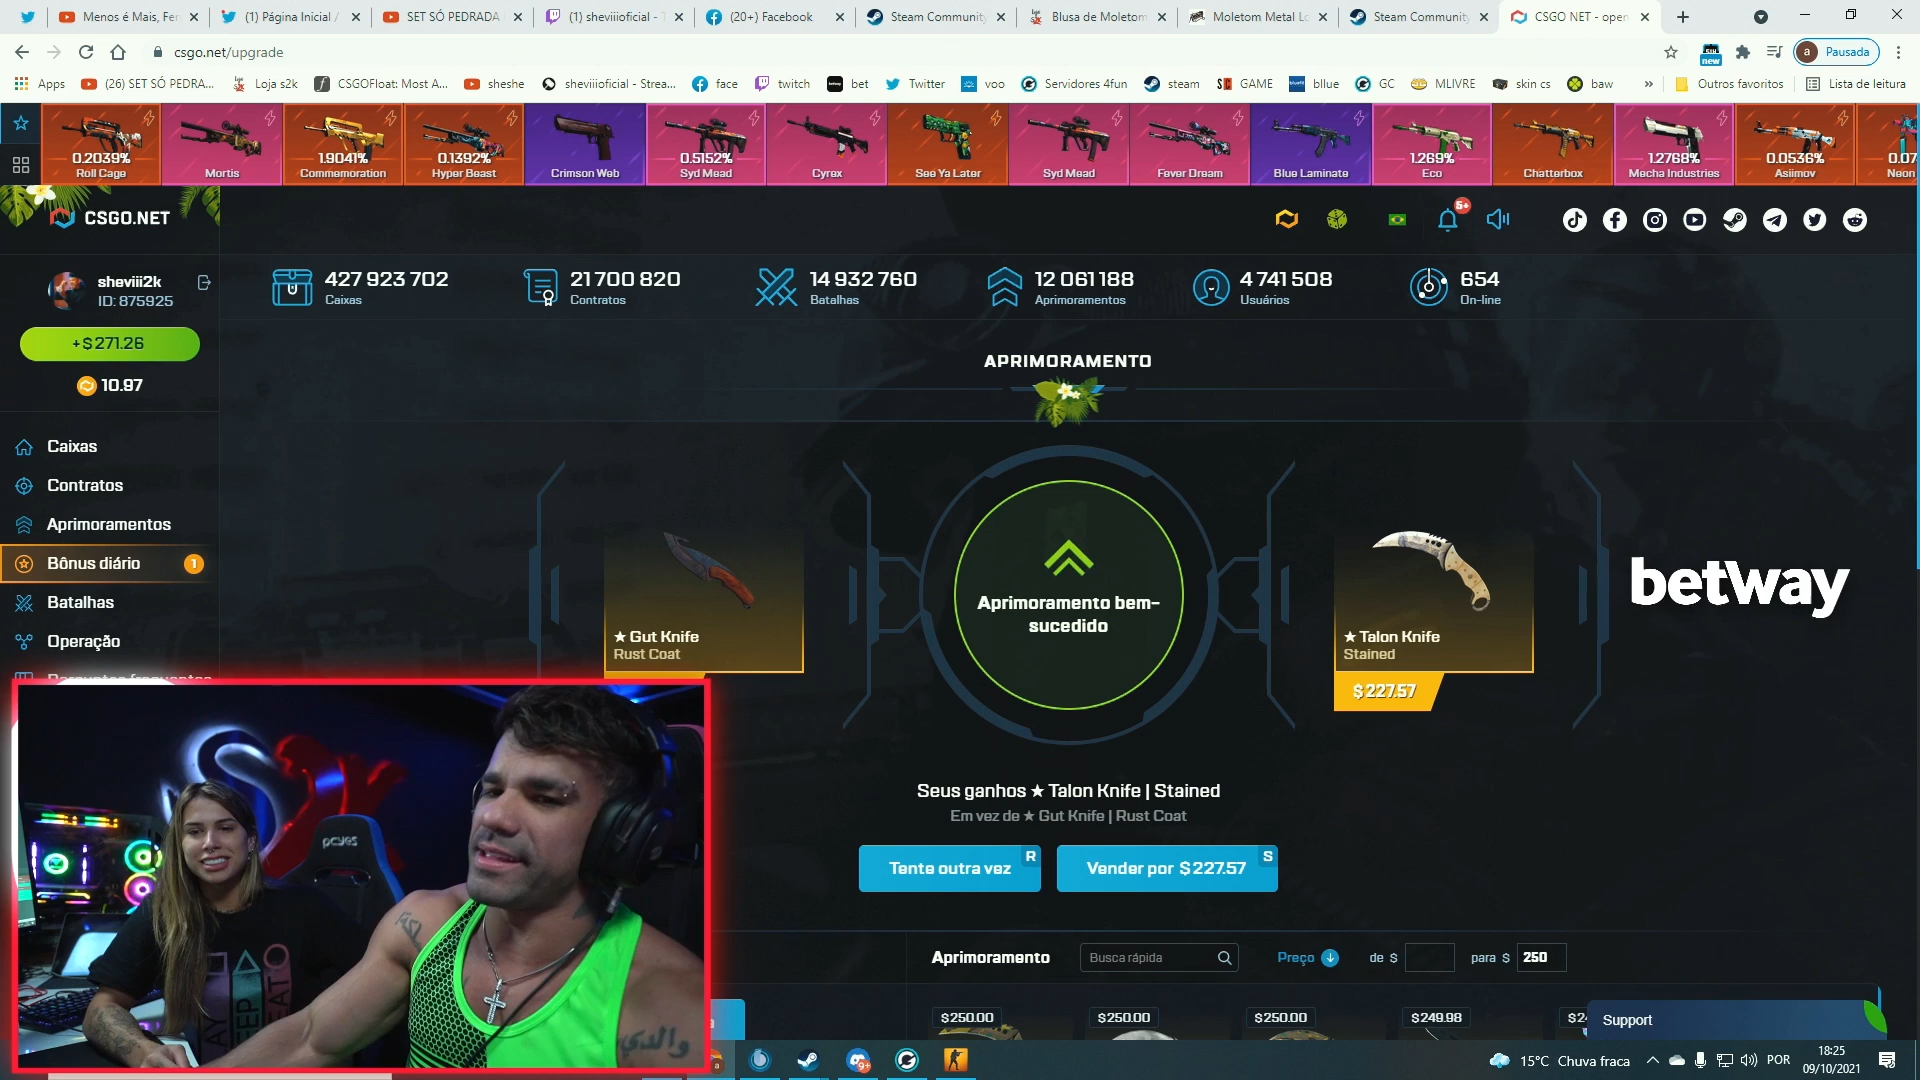 Menos é Mais, Fer
(1) Página Inicial /
SET SÓ PEDRADA
(1) sheviiioficial - T
(20+) Facebook
Steam Community
Blusa de Moletom
Moletom Metal Lo
Steam Community
CSGO NET - open
csgo.net/upgrade
new
a
Pausada
Apps
(26) SET SÓ PEDRA...
Loja s2k
CSGOFloat: Most A...
sheshe
sheviiioficial - Strea...
face
twitch
bet
Twitter
voo
Servidores 4fun
steam
GAME
bllue
GC
MLIVRE
skin cs
baw
»
Outros favoritos
Lista de leitura
0.2039%
Roll Cage
Mortis
1.9041%
Commemoration
0.1392%
Hyper Beast
Crimson Web
0.5152%
Syd Mead
Cyrex
See Ya Later
Syd Mead
Fever Dream
Blue Laminate
1.269%
Eco
Chatterbox
1.2768%
Mecha Industries
0.0536%
Asiimov
0.07
Neon
CSGO.NET
5+
sheviii2k
ID: 875925
+$271.26
10.97
427 923 702
Caixas
21 700 820
Contratos
14 932 760
Batalhas
12 061 188
Aprimoramentos
4 741 508
Usuários
654
On-line
APRIMORAMENTO
Caixas
Contratos
Aprimoramentos
Bônus diário
1
Batalhas
Operação
★ Gut Knife
Rust Coat
Aprimoramento bem-
sucedido
★ Talon Knife
Stained
$227.57
betway
Seus ganhos ★ Talon Knife | Stained
Em vez de ★ Gut Knife | Rust Coat
Tente outra vez
R
Vender por $227.57
S
pcyes
والدي
Aprimoramento
Busca rápida
Preço
de $
para $
250
$250.00
$250.00
$250.00
$249.98
$24
Support
9+
15°C Chuva fraca
POR
18:25
09/10/2021